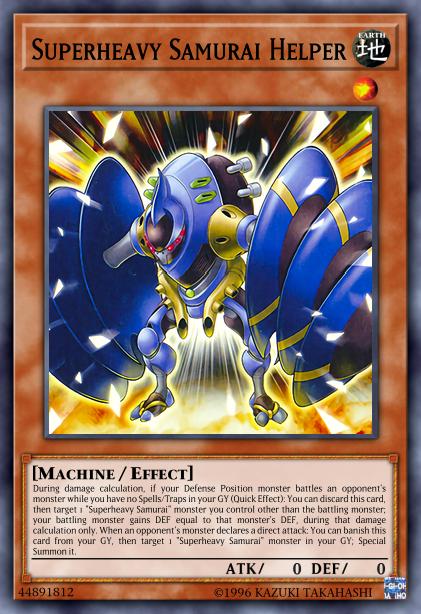 Superheavy Samurai Helper
EARTH
地
[Machine / Effect]
During damage calculation, if your Defense Position monster battles an opponent's
monster while you have no Spells/Traps in your GY (Quick Effect): You can discard this card,
then target 1 "Superheavy Samurai" monster you control other than the battling monster;
your battling monster gains DEF equal to that monster's DEF, during that damage
calculation only. When an opponent's monster declares a direct attack: You can banish this
card from your GY, then target 1 "Superheavy Samurai" monster in your GY; Special
Summon it.
ATK/ 0 DEF/ 0
44891812 ©1996 KAZUKI TAKAHASHI